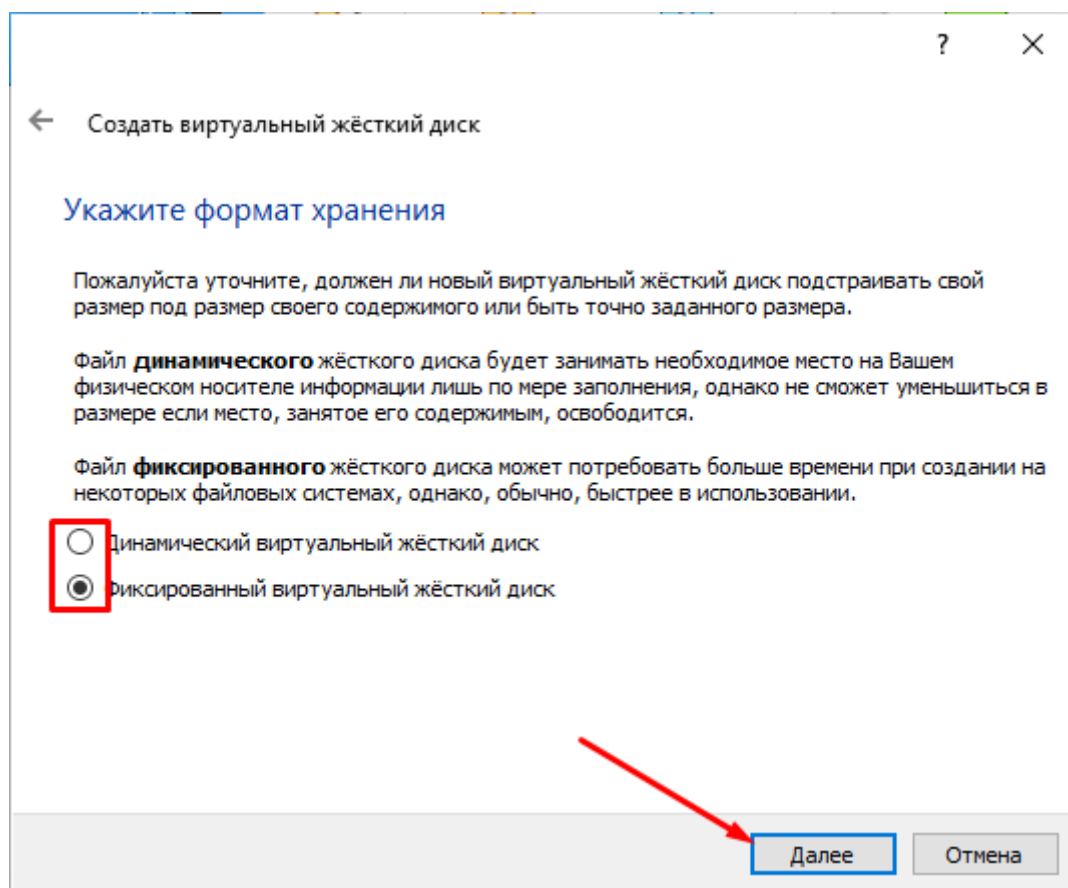 ?
Создать виртуальный жёсткий диск
Укажите формат хранения
Пожалуйста уточните, должен ли новый виртуальный жёсткий диск подстраивать свой
размер под размер своего содержимого или быть точно заданного размера.
Файл динамического жёсткого диска будет занимать необходимое место на Вашем
физическом носителе информации лишь по мере заполнения, однако не сможет уменьшиться в
размере если место, занятое его содержимым, освободится.
Файл фиксированного жёсткого диска может потребовать больше времени при создании на
некоторых файловых системах, однако, обычно, быстрее в использовании.
Динамический виртуальный жёсткий диск
Фиксированный виртуальный жёсткий диск
Далее
Отмена